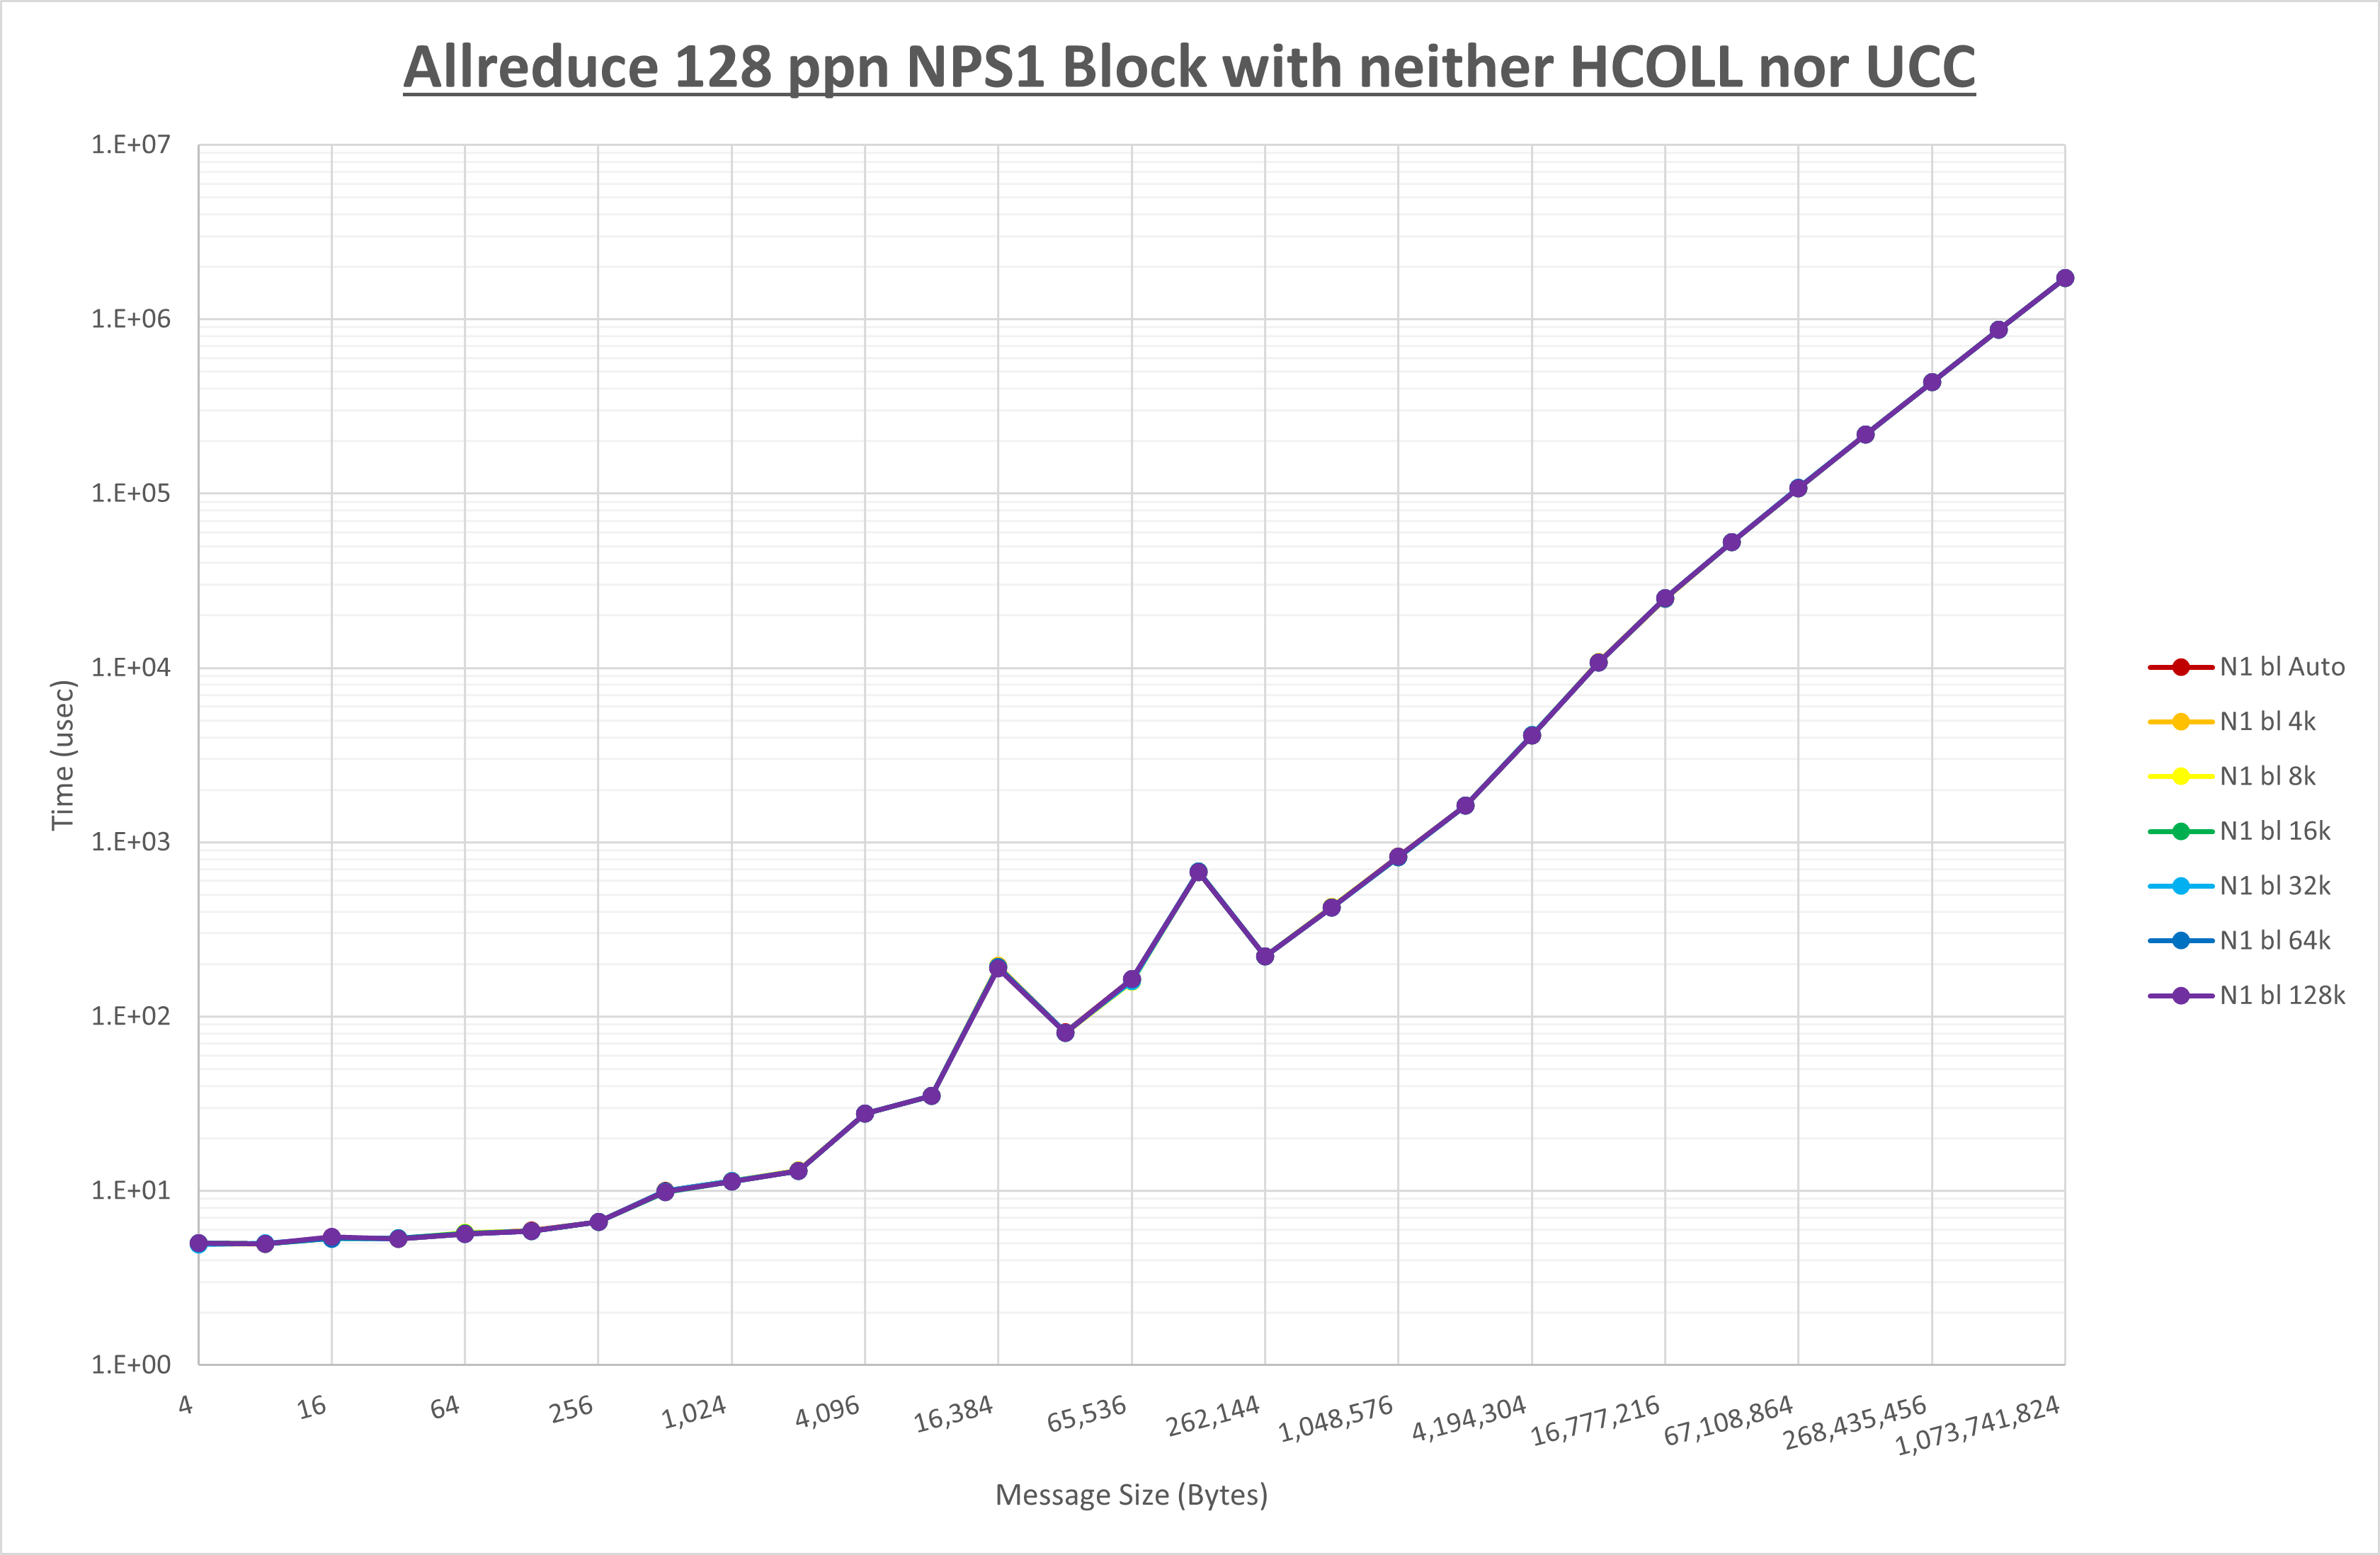 Allreduce 128 ppn NPS1 Block with neither HCOLL nor UCC
1.E+07
1.E+06
1.E+05
1.E+04
1.E+03
1.E+02
1.E+01
1.E+00
Time (usec)
4
16
64
256
1,024
4,096
16,384
65,536
262,144
1,048,576
4,194,304
16,777,216
67,108,864
268,435,456
1,073,741,824
Message Size (Bytes)
N1 bl Auto
N1 bl 4k
N1 bl 8k
N1 bl 16k
N1 bl 32k
N1 bl 64k
N1 bl 128k